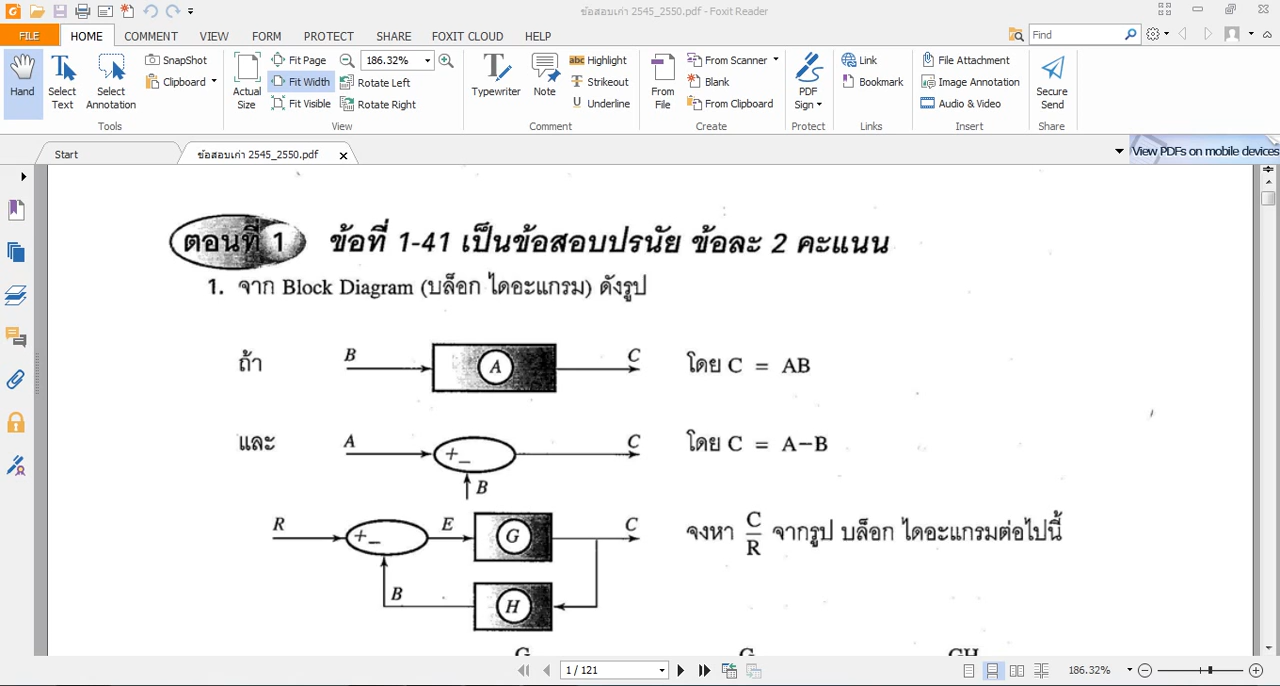 ข้อสอบเก่า 2545_2550.pdf - Foxit Reader
FILE HOME COMMENT VIEW FORM PROTECT SHARE FOXIT CLOUD HELP Find
Hand
Select Text
Select Annotation
SnapShot
Clipboard
Tools
Actual Size
Fit Page
Fit Width
Fit Visible
186.32%
Rotate Left
Rotate Right
View
Typewriter
Note
Highlight
Strikeout
Underline
Comment
From File
From Scanner
Blank
From Clipboard
Create
PDF Sign
Protect
Link
Bookmark
Links
File Attachment
Image Annotation
Audio & Video
Insert
Secure Send
Share
Start ข้อสอบเก่า 2545_2550.pdf View PDFs on mobile devices
ตอนที่ 1 ข้อที่ 1-41 เป็นข้อสอบปรนัย ข้อละ 2 คะแนน
1. จาก Block Diagram (บล็อก ไดอะแกรม) ดังรูป
ถ้า B A C โดย C = AB
และ A + − C โดย C = A−B
B
R + − E G C จงหา C/R จากรูป บล็อก ไดอะแกรมต่อไปนี้
B H
1 / 121 186.32%